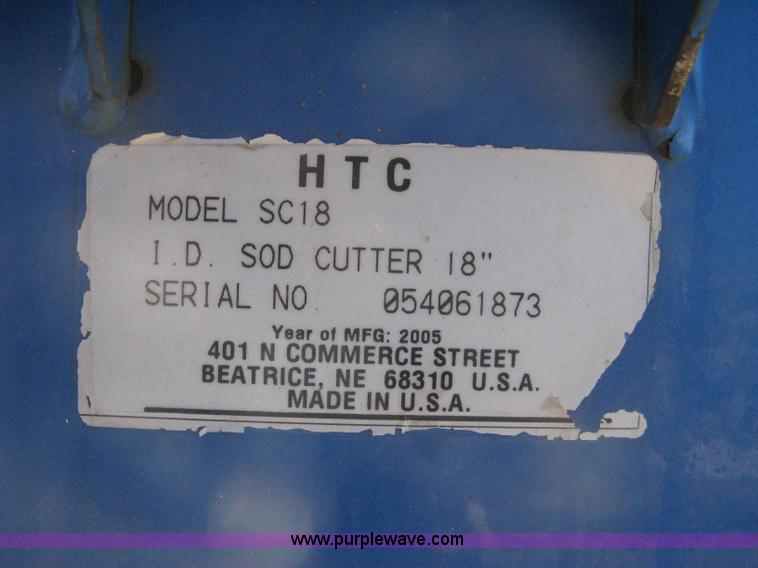 HTC
MODEL SC18
I.D. SOD CUTTER 18"
SERIAL NO. 054061873
Year of MFG: 2005
401 N COMMERCE STREET
BEATRICE, NE 68310 U.S.A.
MADE IN U.S.A.
www.purplewave.com